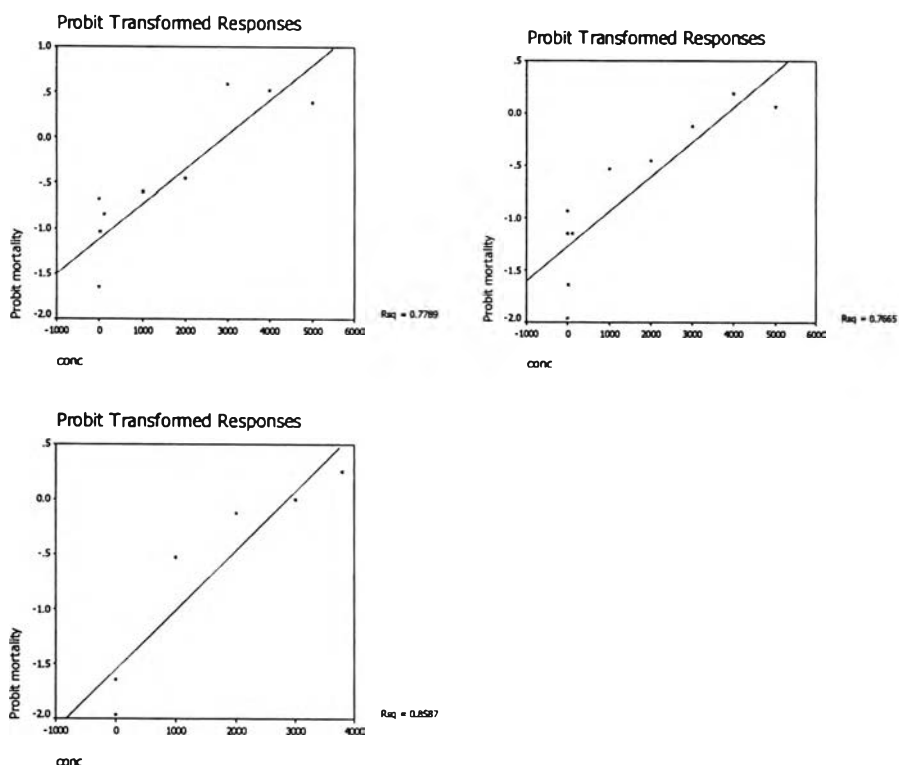 Probit Transformed Responses
1.0
.5
0.0
-.5
-1.0
-1.5
-2.0
Probit mortality
-1000 0 1000 2000 3000 4000 5000 6000
conc
Rsq = 0.7789
Probit Transformed Responses
.5
0.0
-.5
-1.0
-1.5
-2.0
Probit mortality
-1000 0 1000 2000 3000 4000 5000 6000
conc
Rsq = 0.7665
Probit Transformed Responses
.5
0.0
-.5
-1.0
-1.5
-2.0
Probit mortality
-1000 0 1000 2000 3000 4000
conc
Rsq = 0.8587